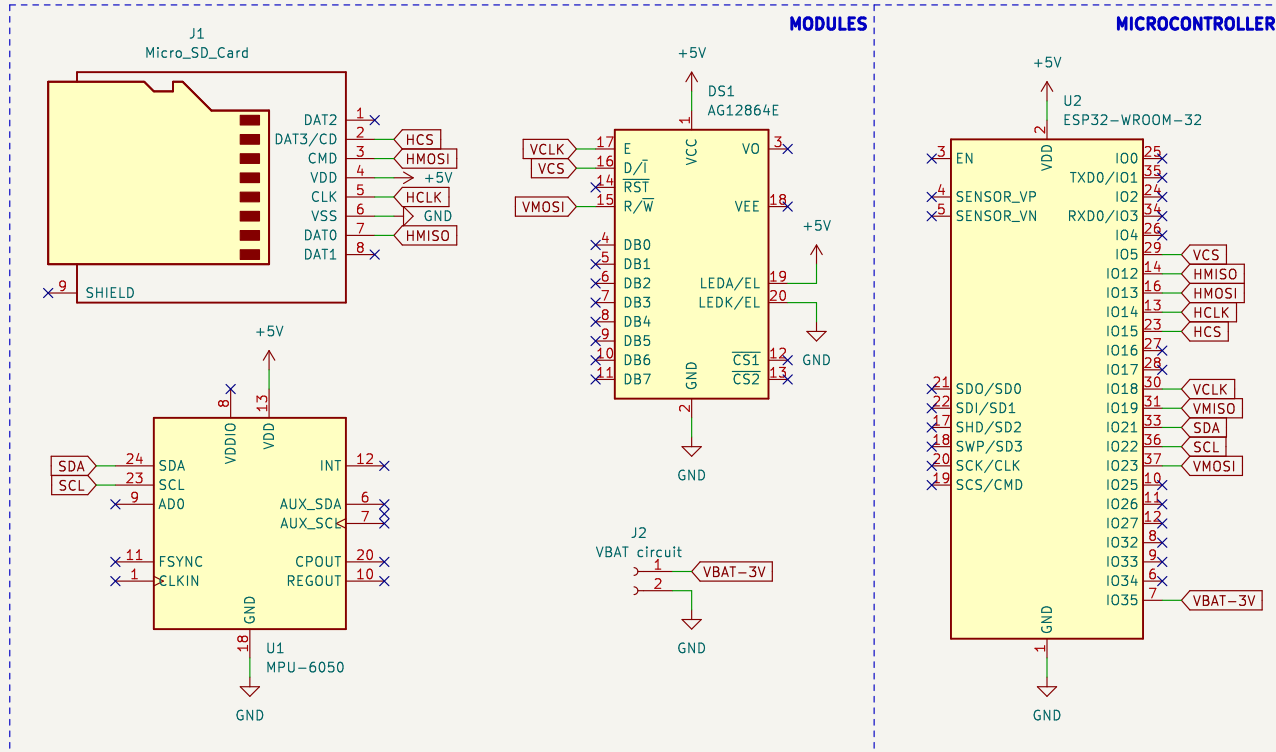 MODULES
MICROCONTROLLER
J1
Micro_SD_Card
DAT2 1
DAT3/CD 2 HCS
CMD 3 HMOSI
VDD 4 +5V
CLK 5 HCLK
VSS 6 GND
DAT0 7 HMISO
DAT1 8
9 SHIELD
+5V
8 13
VDDIO VDD
SDA 24 SDA
SCL 23 SCL
9 AD0
11 FSYNC
1 CLKIN
INT 12
AUX_SDA 6
AUX_SCL 7
CPOUT 20
REGOUT 10
GND
18
U1
MPU-6050
GND
+5V
DS1
AG12864E
1
VCC
VCLK 17 E
VCS 16 D/I
14 RST
VMOSI 15 R/W
4 DB0
5 DB1
6 DB2
7 DB3
8 DB4
9 DB5
10 DB6
11 DB7
VO 3
VEE 18
+5V
LEDA/EL 19
LEDK/EL 20
GND
CS1 12
CS2 13
GND
2
GND
J2
VBAT circuit
1 VBAT-3V
2
GND
+5V
U2
ESP32-WROOM-32
2
VDD
3 EN
4 SENSOR_VP
5 SENSOR_VN
21 SDO/SD0
22 SDI/SD1
17 SHD/SD2
18 SWP/SD3
20 SCK/CLK
19 SCS/CMD
IO0 25
TXD0/IO1 35
IO2 24
RXD0/IO3 34
IO4 26
IO5 29 VCS
IO12 14 HMISO
IO13 16 HMOSI
IO14 13 HCLK
IO15 23 HCS
IO16 27
IO17 28
IO18 30 VCLK
IO19 31 VMISO
IO21 33 SDA
IO22 36 SCL
IO23 37 VMOSI
IO25 10
IO26 11
IO27 12
IO32 8
IO33 9
IO34 6
IO35 7 VBAT-3V
GND
1
GND